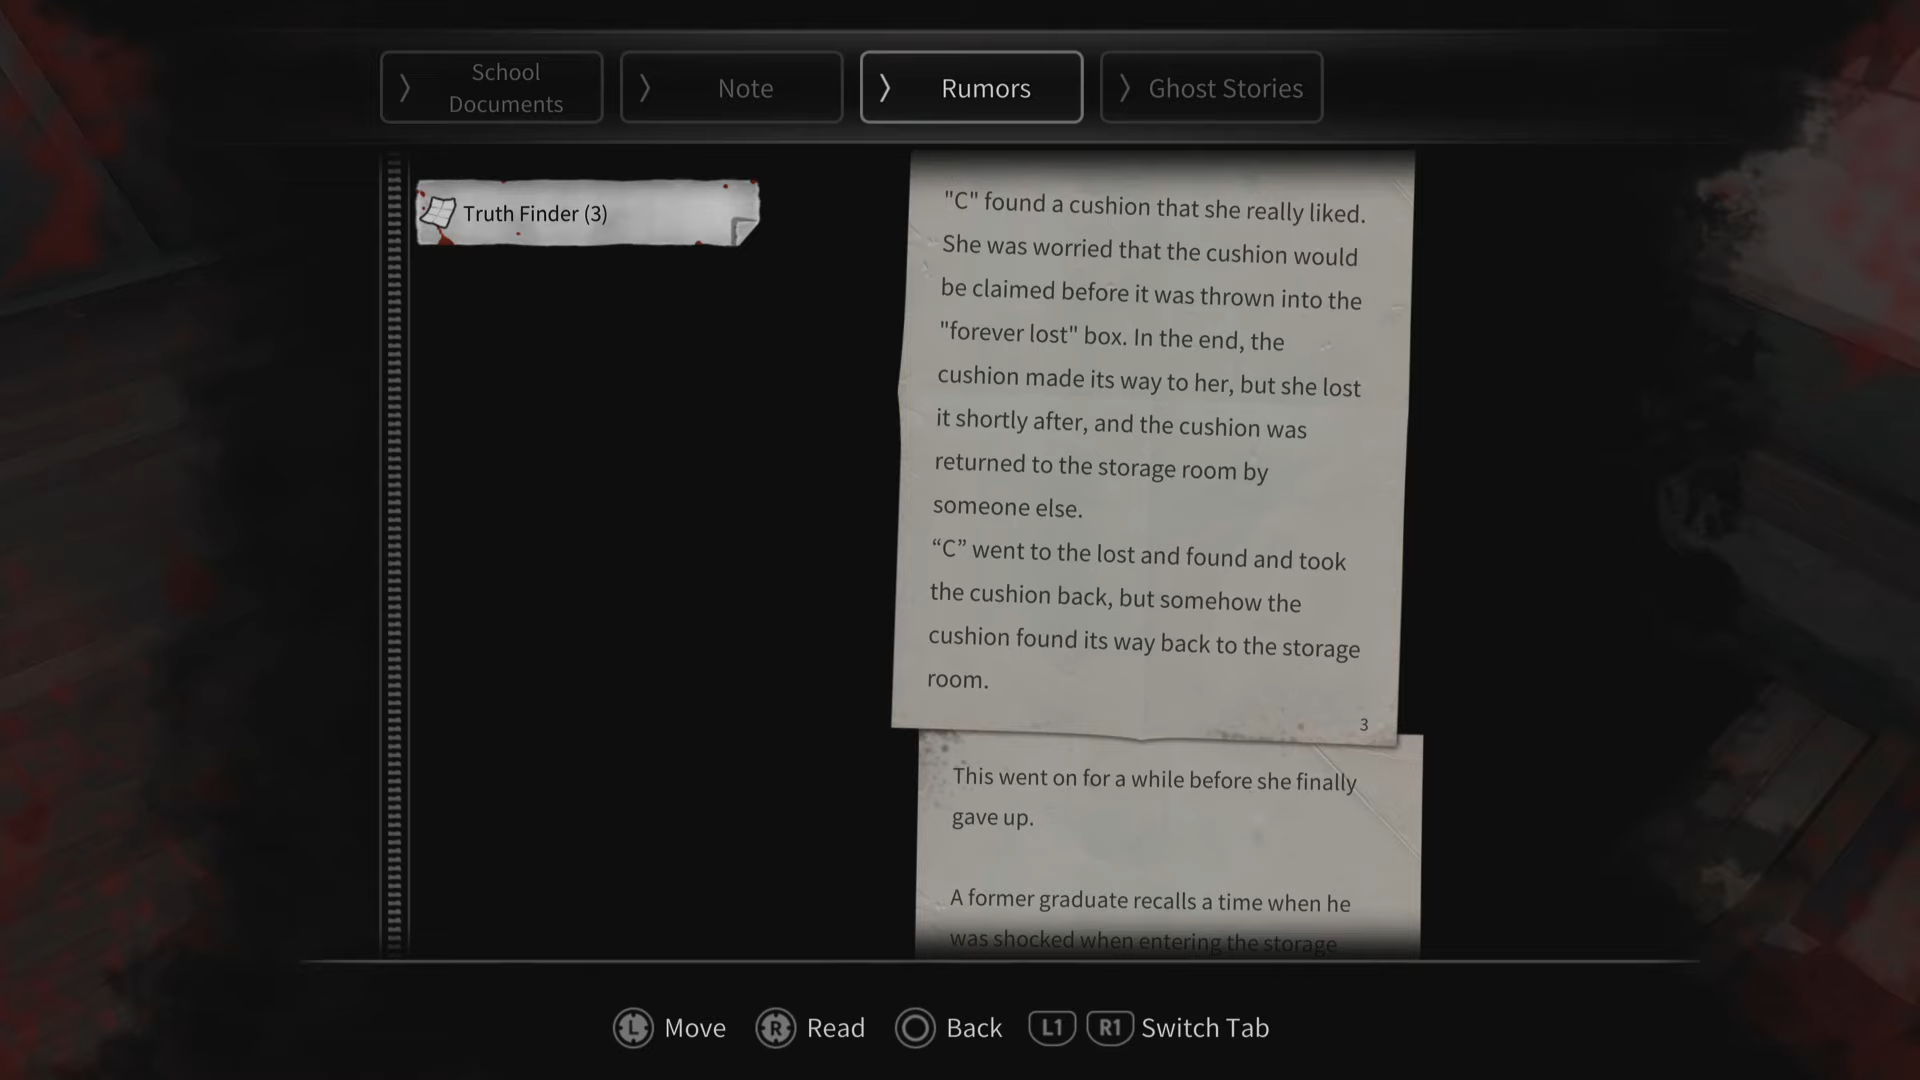 School
Documents
Note
Rumors
Ghost Stories
Truth Finder (3)
"C" found a cushion that she really liked.
She was worried that the cushion would
be claimed before it was thrown into the
"forever lost" box. In the end, the
cushion made its way to her, but she lost
it shortly after, and the cushion was
returned to the storage room by
someone else.
“C” went to the lost and found and took
the cushion back, but somehow the
cushion found its way back to the storage
room.
3
This went on for a while before she finally
gave up.
A former graduate recalls a time when he
was shocked when entering the storage
L Move R Read Back L1 R1 Switch Tab